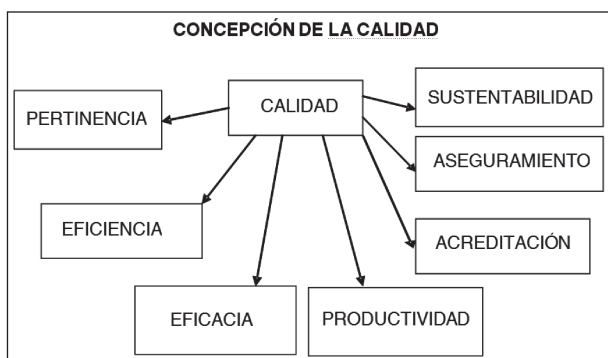 CONCEPCIÓN DE LA CALIDAD
CALIDAD
SUSTENTABILIDAD
PERTINENCIA
ASEGURAMIENTO
EFICIENCIA
ACREDITACIÓN
EFICACIA
PRODUCTIVIDAD